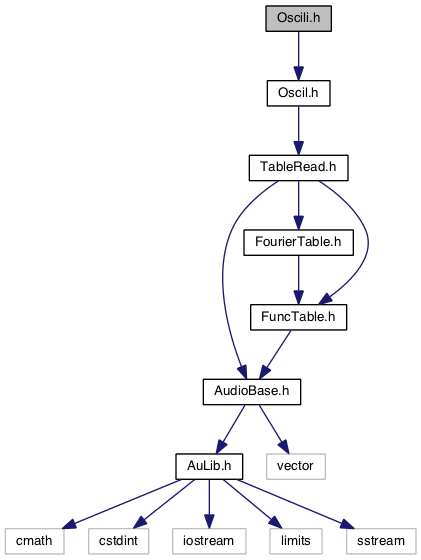 Oscili.h
Oscil.h
TableRead.h
FourierTable.h
FuncTable.h
AudioBase.h
AuLib.h
vector
cmath
cstdint
iostream
limits
sstream